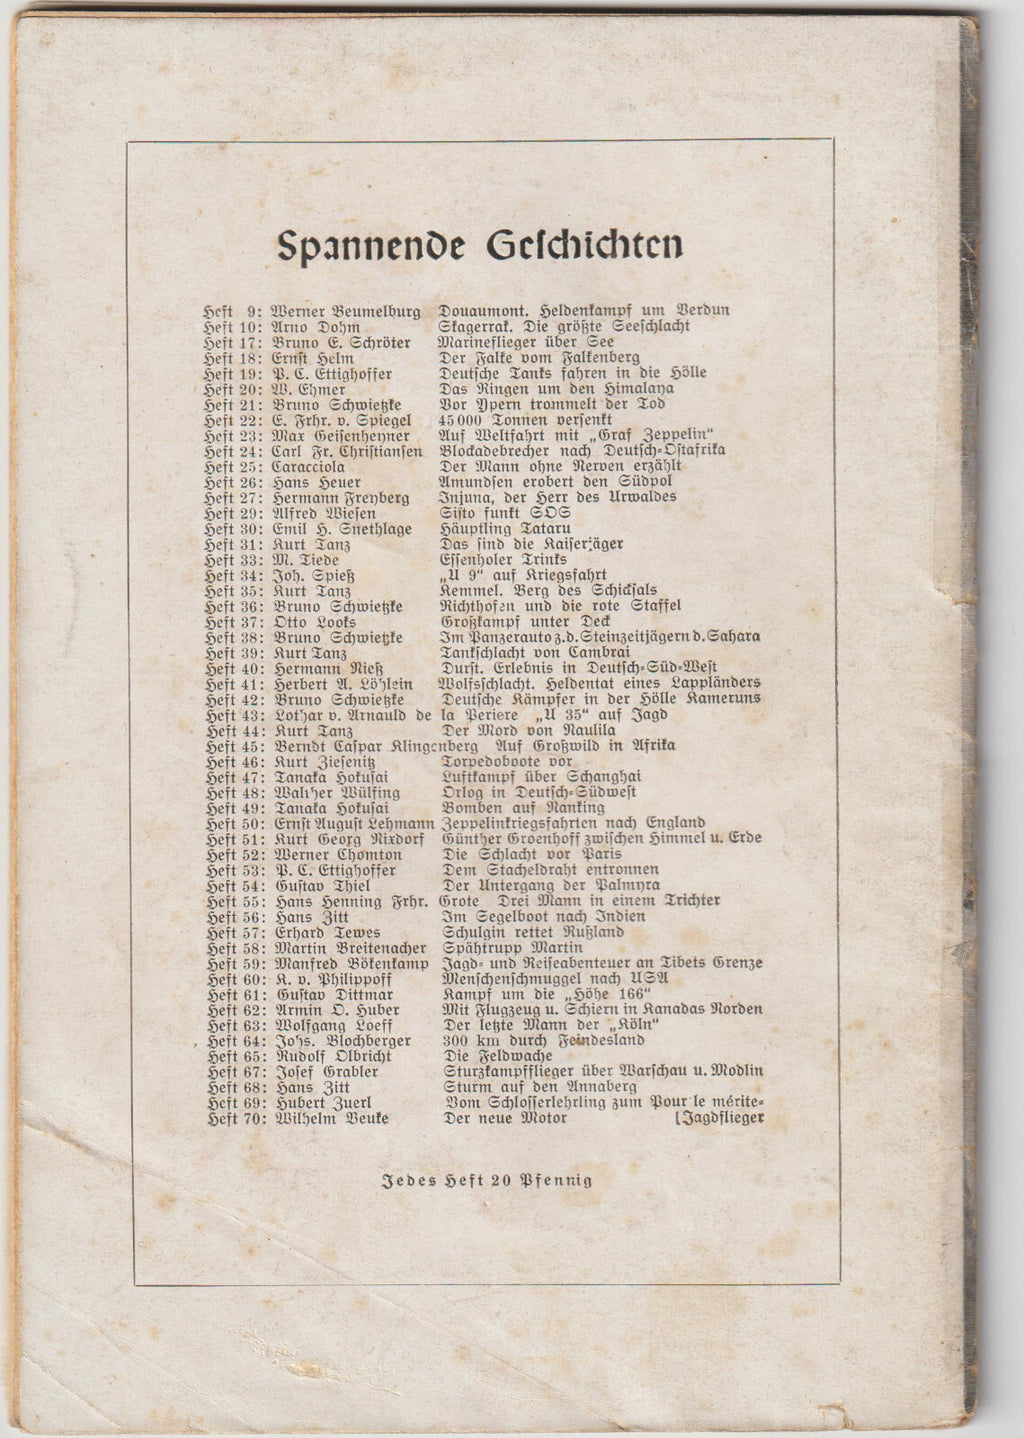 Spannende Geschichten
Heft 9: Werner Beumelburg Douaumont. Heldenkampf um Verdun
Heft 10: Arno Dohm Skagerrak. Die größte Seeschlacht
Heft 17: Bruno E. Schröter Marineflieger über See
Heft 18: Ernst Helm Der Falke vom Falkenberg
Heft 19: P. C. Ettighoffer Deutsche Tanks fahren in die Hölle
Heft 20: W. Ehmer Das Ringen um den Himalaya
Heft 21: Bruno Schwietzke Vor Ypern trommelt der Tod
Heft 22: E. Frhr. v. Spiegel 45000 Tonnen versenkt
Heft 23: Max Geisenheyner Auf Weltfahrt mit „Graf Zeppelin“
Heft 24: Carl Fr. Christiansen Blockadebrecher nach Deutsch-Ostafrika
Heft 25: Caracciola Der Mann ohne Nerven erzählt
Heft 26: Hans Heuer Amundsen erobert den Südpol
Heft 27: Hermann Freyberg Injuna, der Herr des Urwaldes
Heft 29: Alfred Wiesen Sisto funkt SOS
Heft 30: Emil H. Snethlage Häuptling Tataru
Heft 31: Kurt Tanz Das sind die Kaiserjäger
Heft 33: M. Tiede Essenholer Trinks
Heft 34: Joh. Spieß „U 9“ auf Kriegsfahrt
Heft 35: Kurt Tanz Kemmel. Berg des Schicksals
Heft 36: Bruno Schwietzke Richthofen und die rote Staffel
Heft 37: Otto Looks Großkampf unter Deck
Heft 38: Bruno Schwietzke Im Panzerauto z.d. Steinzeitjägern d. Sahara
Heft 39: Kurt Tanz Tankschlacht von Cambrai
Heft 40: Hermann Nieß Durst. Erlebnis in Deutsch-Süd-West
Heft 41: Herbert A. Löhlein Wolfsschlacht. Heldentat eines Lappländers
Heft 42: Bruno Schwietzke Deutsche Kämpfer in der Hölle Kameruns
Heft 43: Lothar v. Arnauld de la Periere „U 35“ auf Jagd
Heft 44: Kurt Tanz Der Mord von Naulila
Heft 45: Berndt Caspar Klingenberg Auf Großwild in Afrika
Heft 46: Kurt Ziesenitz Torpedoboote vor
Heft 47: Tanaka Hokusai Luftkampf über Schanghai
Heft 48: Walther Wülfing Orlog in Deutsch-Südwest
Heft 49: Tanaka Hokusai Bomben auf Nanking
Heft 50: Ernst August Lehmann Zeppelinkriegsfahrten nach England
Heft 51: Kurt Georg Nixdorf Günther Groenhoff zwischen Himmel u. Erde
Heft 52: Werner Chomton Die Schlacht vor Paris
Heft 53: P. C. Ettighoffer Dem Stacheldraht entronnen
Heft 54: Gustav Thiel Der Untergang der Palmyra
Heft 55: Hans Henning Frhr. Grote Drei Mann in einem Trichter
Heft 56: Hans Zitt Im Segelboot nach Indien
Heft 57: Erhard Tewes Schulgin rettet Rußland
Heft 58: Martin Breitenacher Spähtrupp Martin
Heft 59: Manfred Bökenkamp Jagd- und Reiseabenteuer an Tibets Grenze
Heft 60: K. v. Philippoff Menschenschmuggel nach USA
Heft 61: Gustav Dittmar Kampf um die „Höhe 166“
Heft 62: Armin O. Huber Mit Flugzeug u. Schiern in Kanadas Norden
Heft 63: Wolfgang Loeff Der letzte Mann der „Köln“
Heft 64: Johs. Blochberger 300 km durch Feindesland
Heft 65: Rudolf Olbricht Die Feldwache
Heft 67: Josef Grabler Sturzkampfflieger über Warschau u. Modlin
Heft 68: Hans Zitt Sturm auf den Annaberg
Heft 69: Hubert Zuerl Vom Schlosserlehrling zum Pour le mérite-
Heft 70: Wilhelm Beuke Der neue Motor [Jagdflieger
Jedes Heft 20 Pfennig